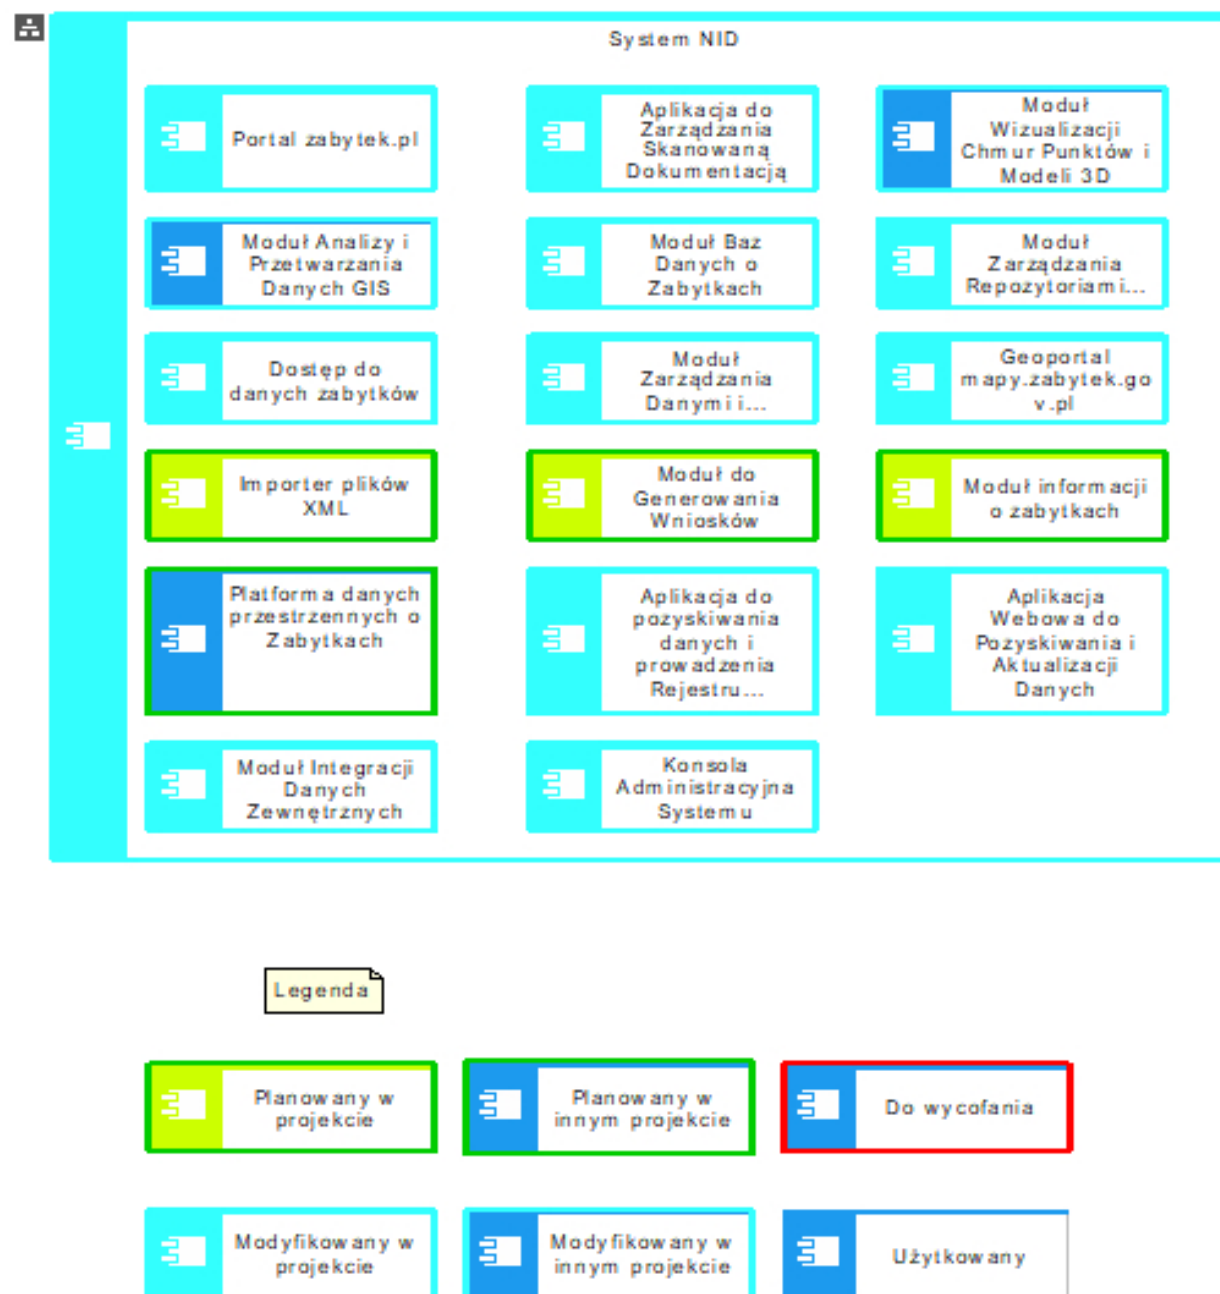 System NID
Portal zabytek.pl
Aplikacja do
Zarządzania
Skanowaną
Dokumentacją
Moduł
Wizualizacji
Chmur Punktów i
Modeli 3D
Moduł Analizy i
Przetwarzania
Danych GIS
Moduł Baz
Danych o
Zabytkach
Moduł
Zarządzania
Repozytoriami...
Dostęp do
danych zabytków
Moduł
Zarządzania
Danymi i...
Geoportal
mapy.zabytek.go
v.pl
Importer plików
XML
Moduł do
Generowania
Wniosków
Moduł informacji
o zabytkach
Platforma danych
przestrzennych o
Zabytkach
Aplikacja do
pozyskiwania
danych i
prowadzenia
Rejestru...
Aplikacja
Webowa do
Pozyskiwania i
Aktualizacji
Danych
Moduł Integracji
Danych
Zewnętrznych
Konsola
Administracyjna
Systemu
Legenda
Planowany w
projekcie
Planowany w
innym projekcie
Do wycofania
Modyfikowany w
projekcie
Modyfikowany w
innym projekcie
Użytkowany